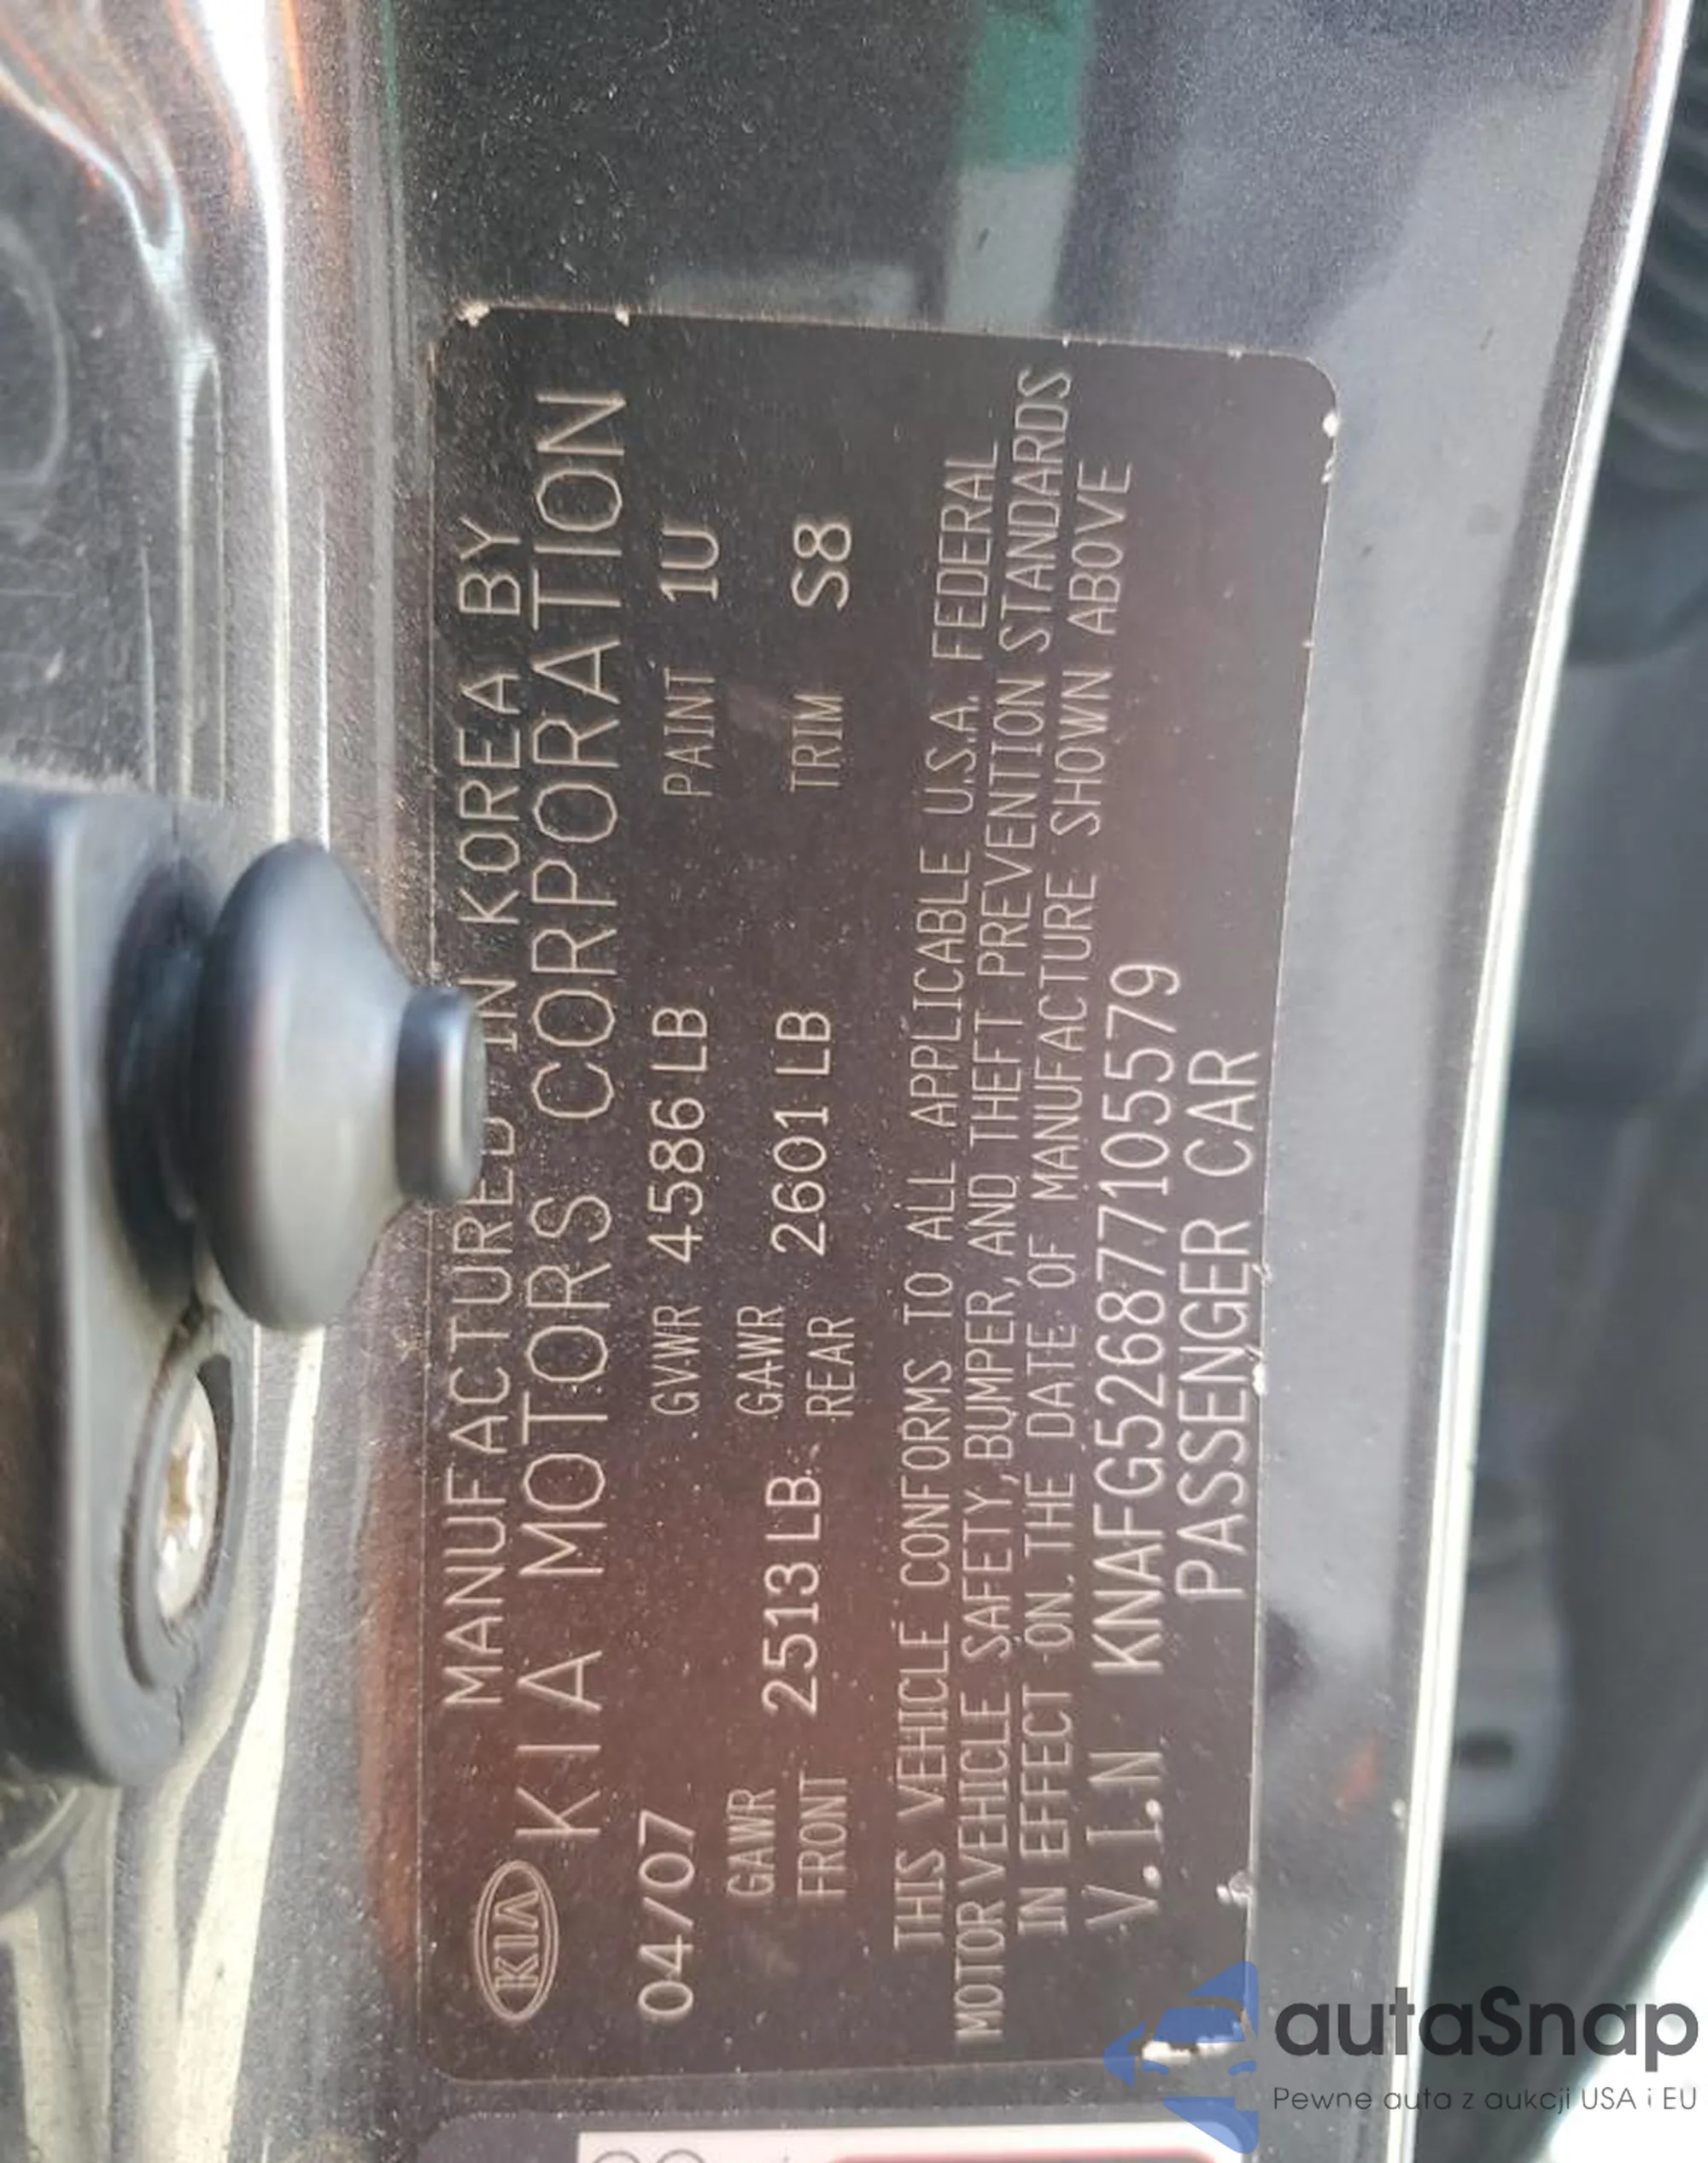 KIA
MANUFACTURED IN KOREA BY
KIA MOTORS CORPORATION
04/07 GVWR 4586 LB PAINT 1U
GAWR FRONT 2513 LB GAWR REAR 2601 LB TRIM S8
THIS VEHICLE CONFORMS TO ALL APPLICABLE U.S.A. FEDERAL
MOTOR VEHICLE SAFETY, BUMPER, AND THEFT PREVENTION STANDARDS
IN EFFECT ON THE DATE OF MANUFACTURE SHOWN ABOVE
V.I.N KNAFG526877105579
PASSENGER CAR
autaSnap
Pewne auta z aukcji USA i EU